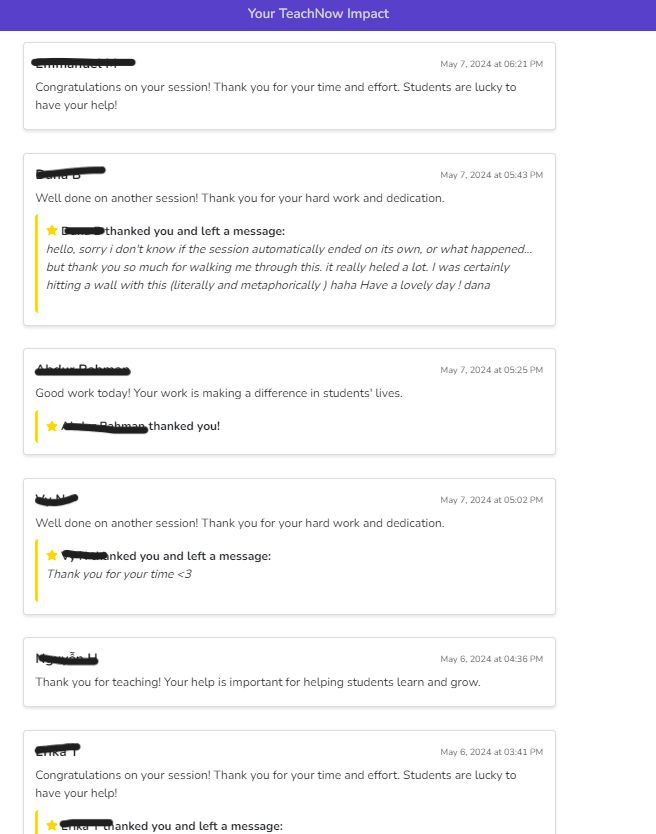 Your TeachNow Impact
May 7, 2024 at 06:21 PM
Congratulations on your session! Thank you for your time and effort. Students are lucky to
have your help!
May 7, 2024 at 05:43 PM
Well done on another session! Thank you for your hard work and dedication.
thanked you and left a message:
hello, sorry i don't know if the session automatically ended on its own, or what happened...
but thank you so much for walking me through this. it really heled a lot. I was certainly
hitting a wall with this (literally and metaphorically ) haha Have a lovely day ! dana
May 7, 2024 at 05:25 PM
Good work today! Your work is making a difference in students' lives.
thanked you!
May 7, 2024 at 05:02 PM
Well done on another session! Thank you for your hard work and dedication.
thanked you and left a message:
Thank you for your time <3
May 6, 2024 at 04:36 PM
Thank you for teaching! Your help is important for helping students learn and grow.
May 6, 2024 at 03:41 PM
Congratulations on your session! Thank you for your time and effort. Students are lucky to
have your help!
thanked you and left a message: